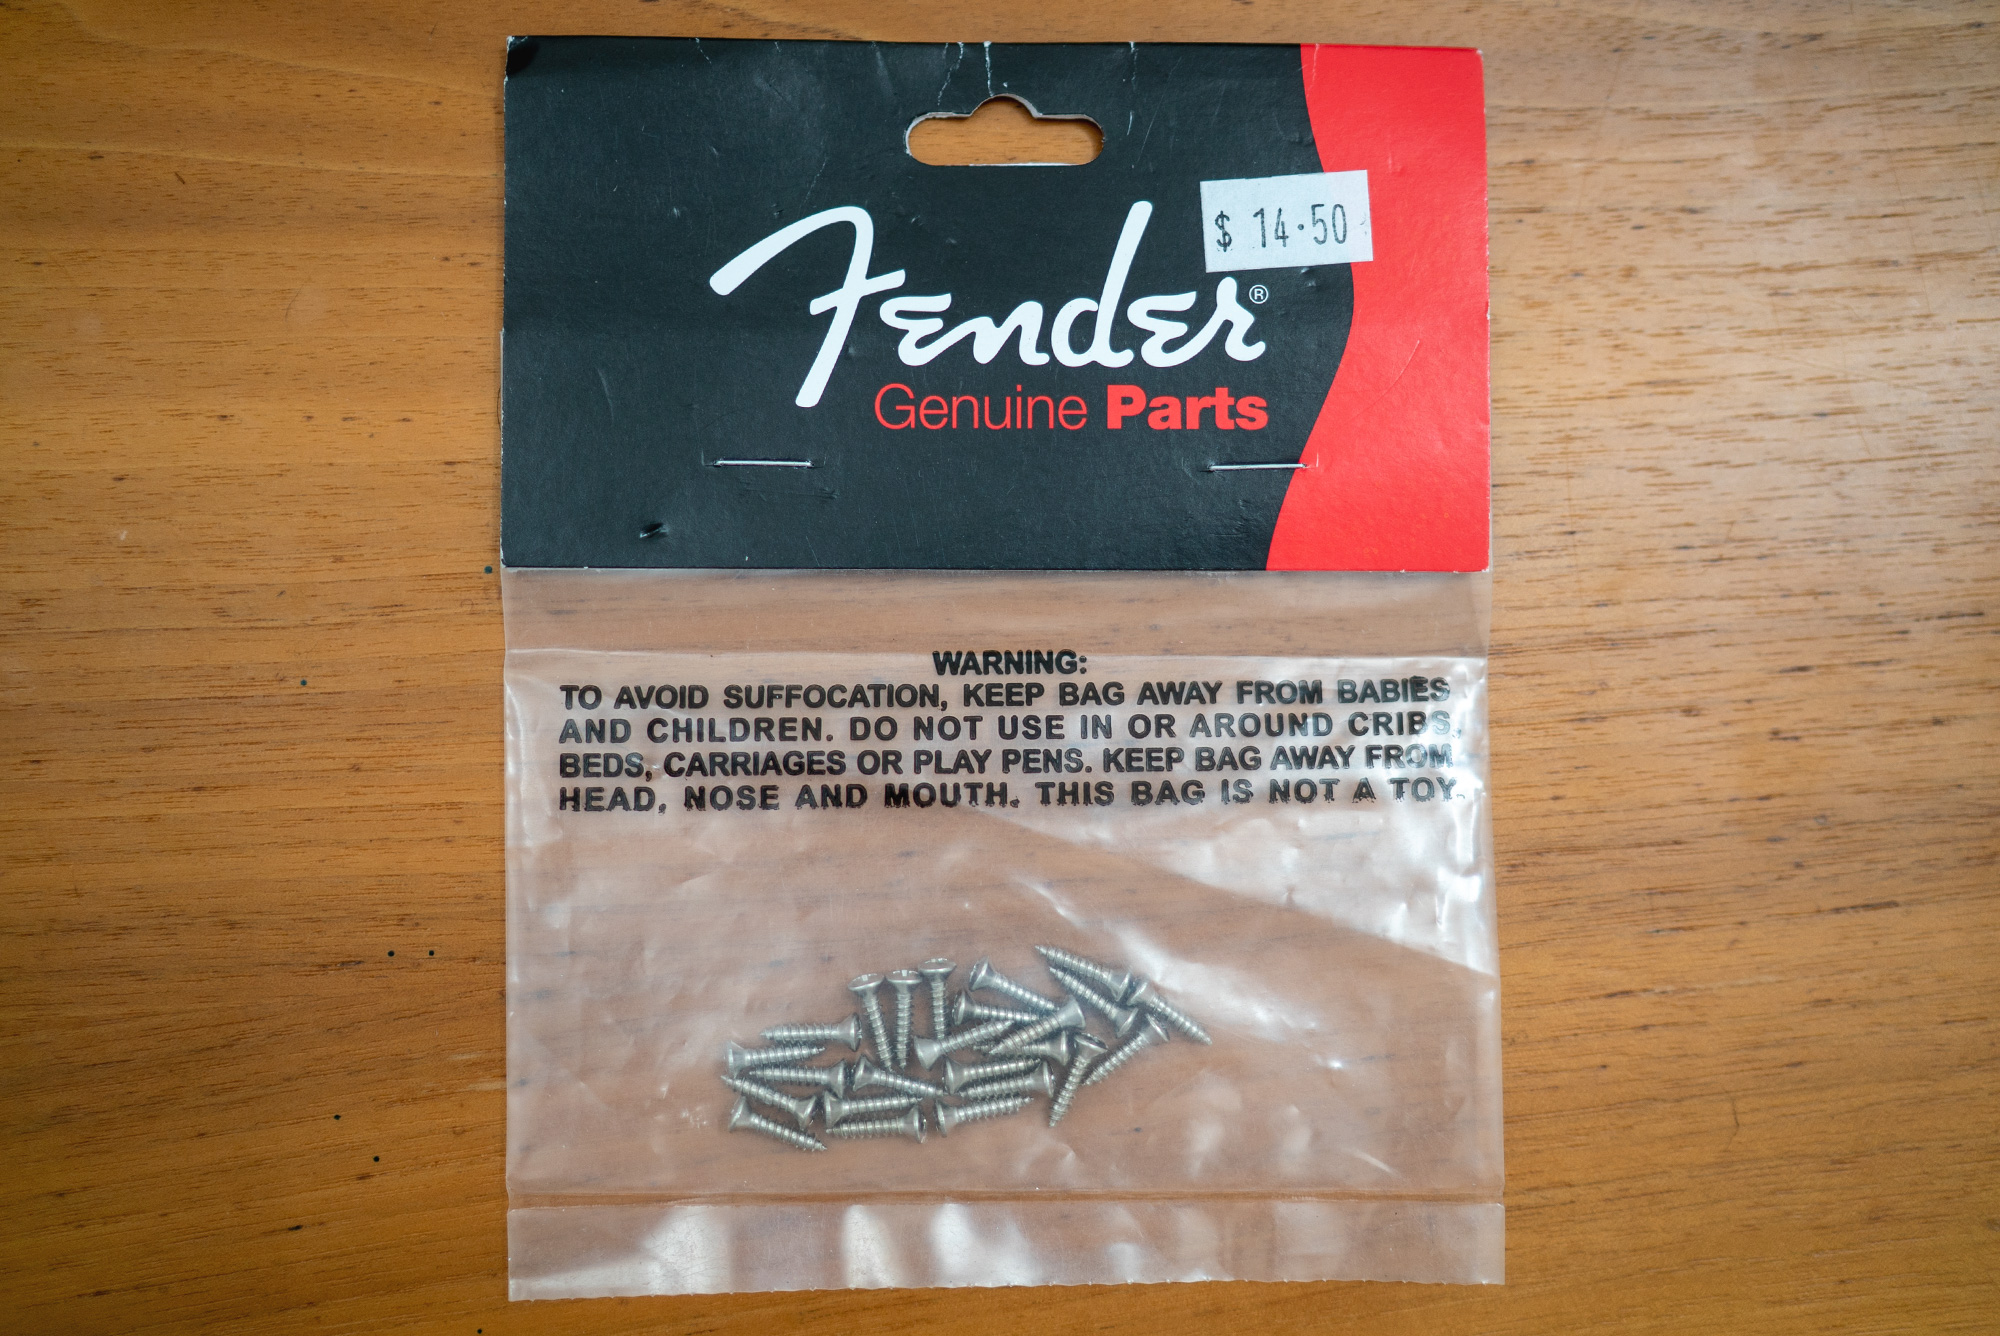 $ 14.50
Fender®
Genuine Parts
WARNING:
TO AVOID SUFFOCATION, KEEP BAG AWAY FROM BABIES
AND CHILDREN. DO NOT USE IN OR AROUND CRIBS,
BEDS, CARRIAGES OR PLAY PENS. KEEP BAG AWAY FROM
HEAD, NOSE AND MOUTH. THIS BAG IS NOT A TOY.